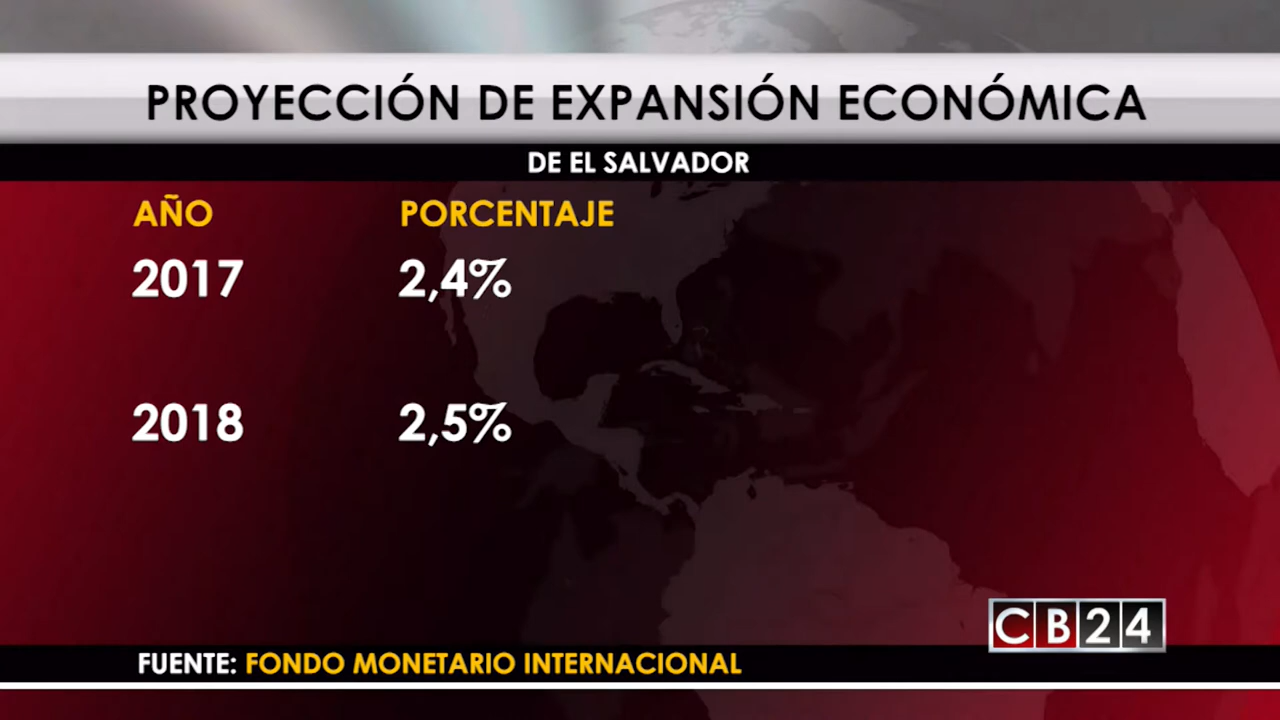 PROYECCIÓN DE EXPANSIÓN ECONÓMICA
DE EL SALVADOR
AÑO PORCENTAJE
2017 2,4%
2018 2,5%
CB24
FUENTE: FONDO MONETARIO INTERNACIONAL